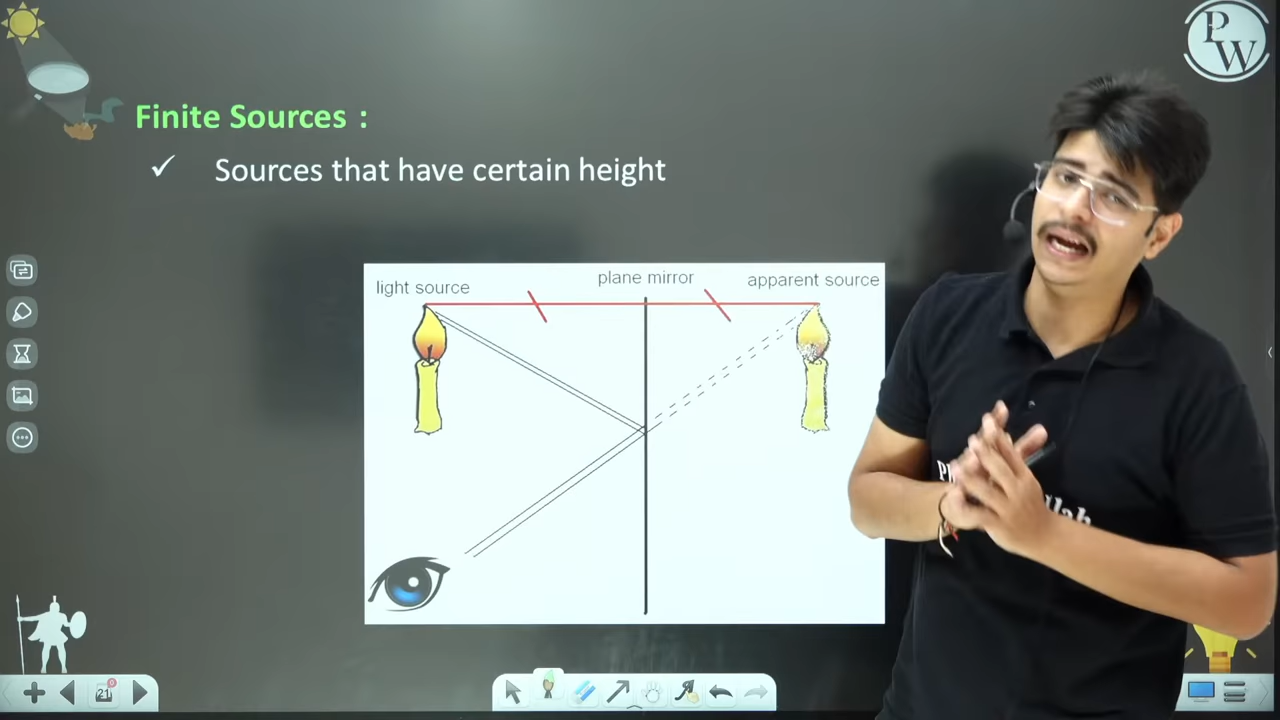 PW
Finite Sources :
✓ Sources that have certain height
light source
plane mirror
apparent source
21